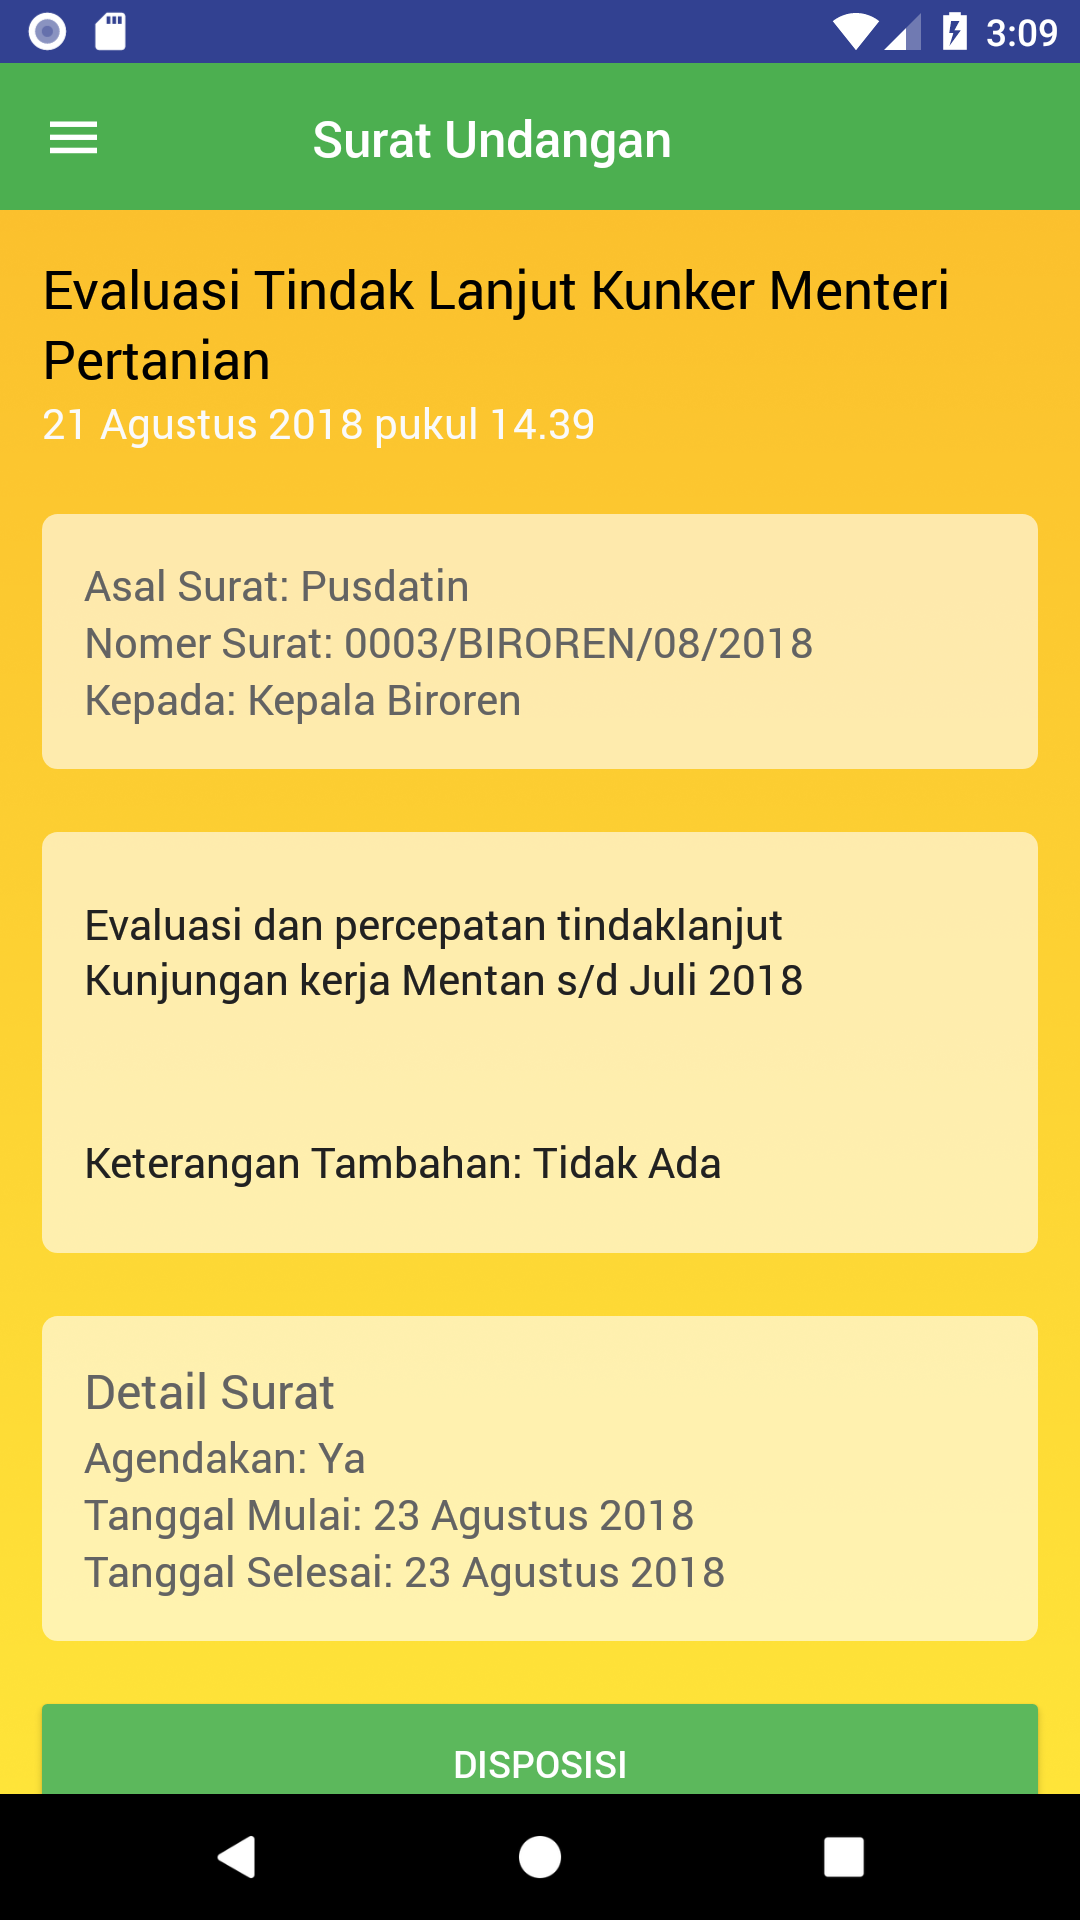 3:09
Surat Undangan
Evaluasi Tindak Lanjut Kunker Menteri
Pertanian
21 Agustus 2018 pukul 14.39
Asal Surat: Pusdatin
Nomer Surat: 0003/BIROREN/08/2018
Kepada: Kepala Biroren
Evaluasi dan percepatan tindaklanjut
Kunjungan kerja Mentan s/d Juli 2018
Keterangan Tambahan: Tidak Ada
Detail Surat
Agendakan: Ya
Tanggal Mulai: 23 Agustus 2018
Tanggal Selesai: 23 Agustus 2018
DISPOSISI